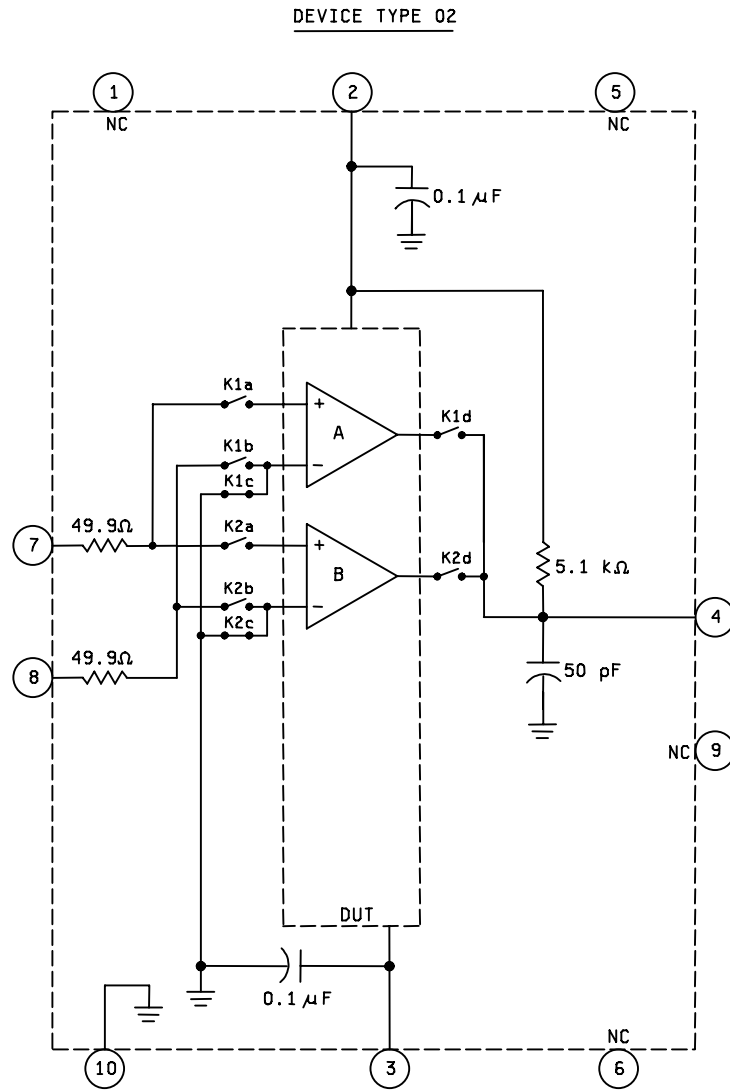 DEVICE TYPE 02
1
2
5
NC
NC
0.1 μF
K1a
+
A
K1d
K1b
−
K1c
49.9Ω
7
K2a
+
B
K2d
5.1 kΩ
K2b
−
K2c
4
49.9Ω
8
50 pF
NC
9
DUT
0.1 μF
NC
10
3
6